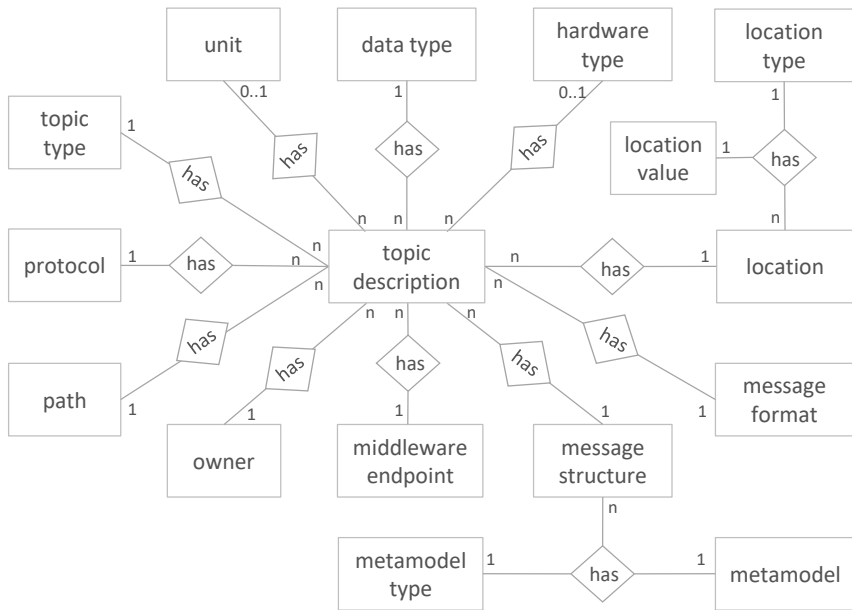 unit
data type
hardware
type
location
type
0..1
1
0..1
1
topic
type
1
has
has
has
has
location
value
1
has
has
n
n
n
n
n
protocol
1
has
n
topic
description
n
has
1
location
n
n
has
has
n
n
n
has
has
has
path
1
1
1
1
1
message
format
owner
middleware
endpoint
message
structure
n
metamodel
type
1
has
1
metamodel